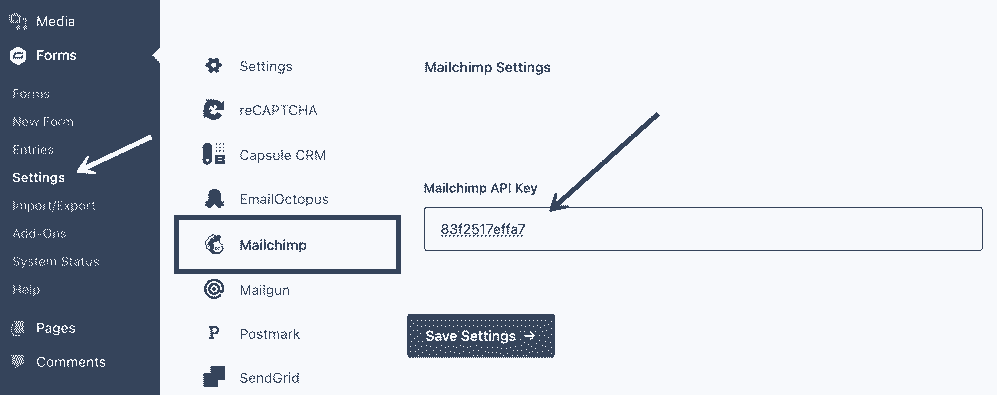 Media
Forms
Forms
New Form
Entries
Settings
Import/Export
Add-Ons
System Status
Help
Pages
Comments
Settings
reCAPTCHA
Capsule CRM
EmailOctopus
Mailchimp
Mailgun
Postmark
SendGrid
Mailchimp Settings
Mailchimp API Key
83f2517effa7
Save Settings →